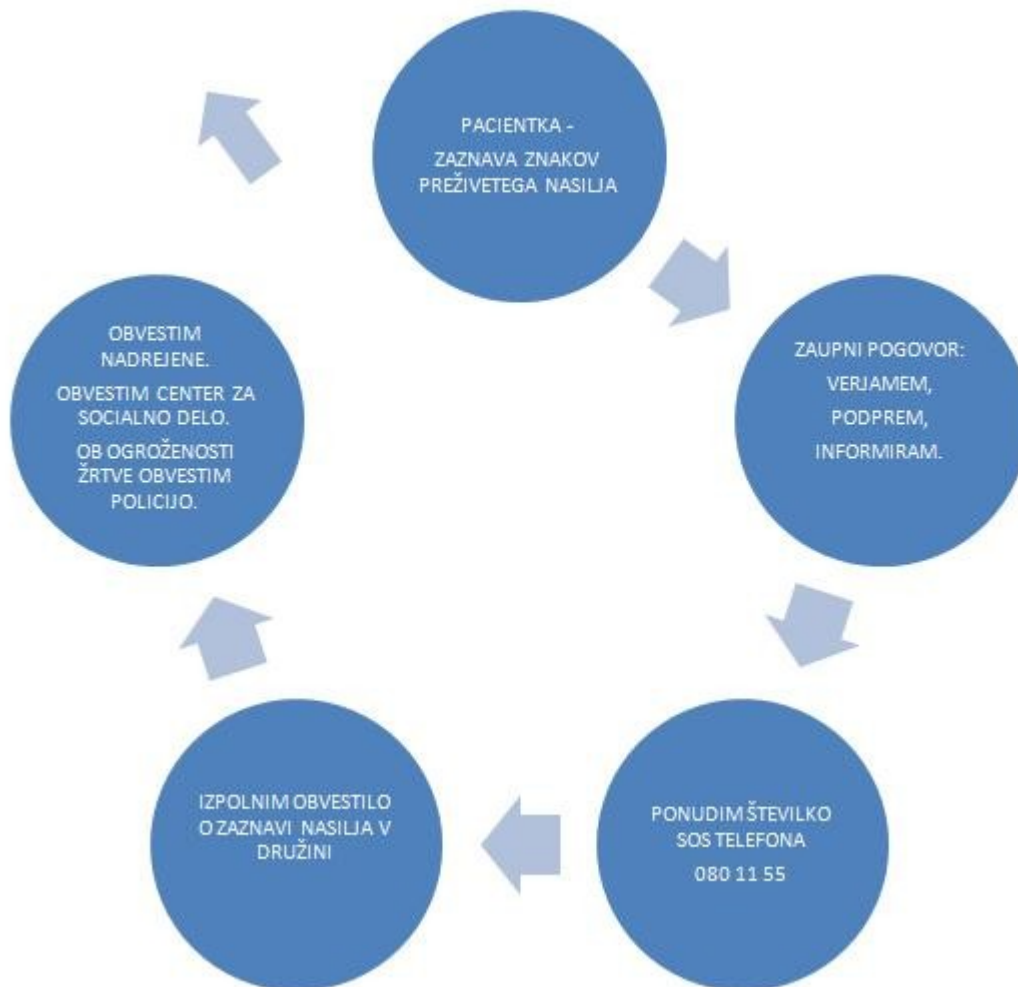 PACIENTKA -
ZAZNAVA ZNAKOV
PREŽIVETEGA NASILJA
ZAUPNI POGOVOR:
VERJAMEM,
PODPREM,
INFORMIRAM.
PONUDIM ŠTEVILKO
SOS TELEFONA
080 11 55
IZPOLNIM OBVESTILO
O ZAZNAVI NASILJA V
DRUŽINI
OBVESTIM
NADREJENE.
OBVESTIM CENTER ZA
SOCIALNO DELO.
OB OGROŽENOSTI
ŽRTVE OBVESTIM
POLICIJO.